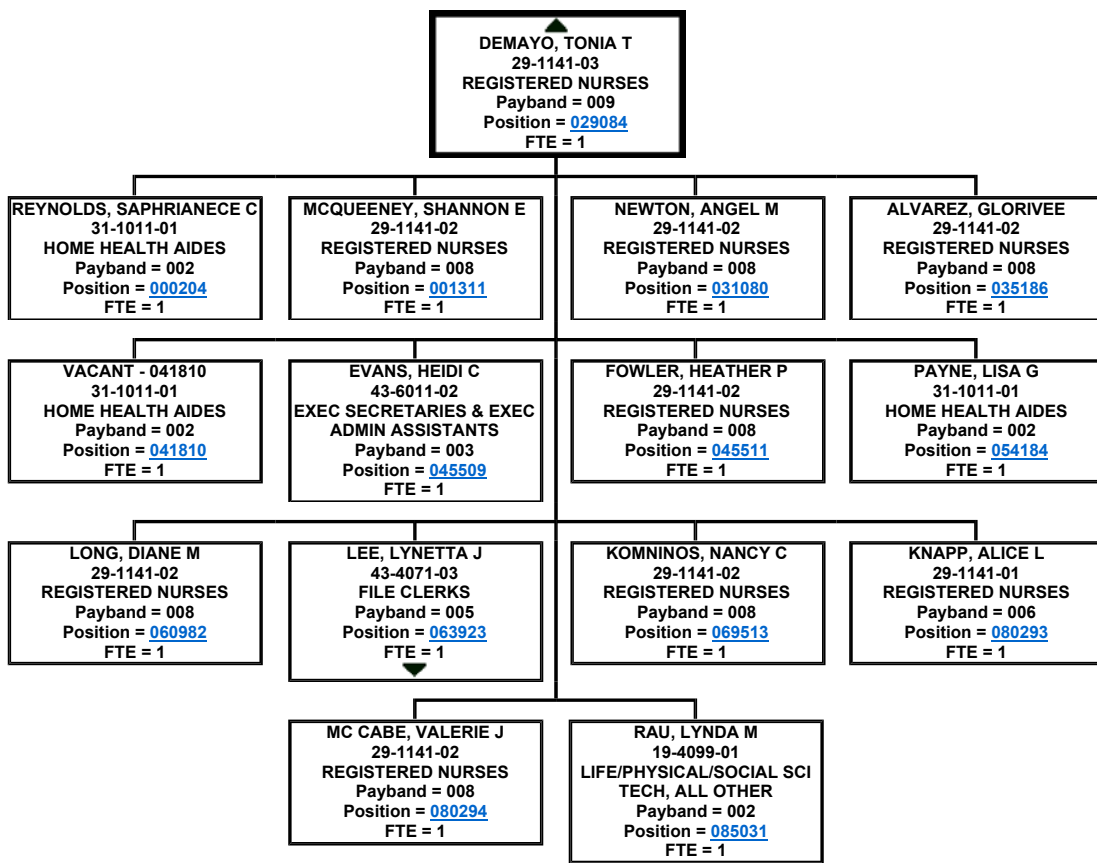 DEMAYO, TONIA T
29-1141-03
REGISTERED NURSES
Payband = 009
Position = 029084
FTE = 1
REYNOLDS, SAPHRIANECE C
31-1011-01
HOME HEALTH AIDES
Payband = 002
Position = 000204
FTE = 1
MCQUEENEY, SHANNON E
29-1141-02
REGISTERED NURSES
Payband = 008
Position = 001311
FTE = 1
NEWTON, ANGEL M
29-1141-02
REGISTERED NURSES
Payband = 008
Position = 031080
FTE = 1
ALVAREZ, GLORIVEE
29-1141-02
REGISTERED NURSES
Payband = 008
Position = 035186
FTE = 1
VACANT - 041810
31-1011-01
HOME HEALTH AIDES
Payband = 002
Position = 041810
FTE = 1
EVANS, HEIDI C
43-6011-02
EXEC SECRETARIES & EXEC
ADMIN ASSISTANTS
Payband = 003
Position = 045509
FTE = 1
FOWLER, HEATHER P
29-1141-02
REGISTERED NURSES
Payband = 008
Position = 045511
FTE = 1
PAYNE, LISA G
31-1011-01
HOME HEALTH AIDES
Payband = 002
Position = 054184
FTE = 1
LONG, DIANE M
29-1141-02
REGISTERED NURSES
Payband = 008
Position = 060982
FTE = 1
LEE, LYNETTA J
43-4071-03
FILE CLERKS
Payband = 005
Position = 063923
FTE = 1
KOMNINOS, NANCY C
29-1141-02
REGISTERED NURSES
Payband = 008
Position = 069513
FTE = 1
KNAPP, ALICE L
29-1141-01
REGISTERED NURSES
Payband = 006
Position = 080293
FTE = 1
MC CABE, VALERIE J
29-1141-02
REGISTERED NURSES
Payband = 008
Position = 080294
FTE = 1
RAU, LYNDA M
19-4099-01
LIFE/PHYSICAL/SOCIAL SCI
TECH, ALL OTHER
Payband = 002
Position = 085031
FTE = 1